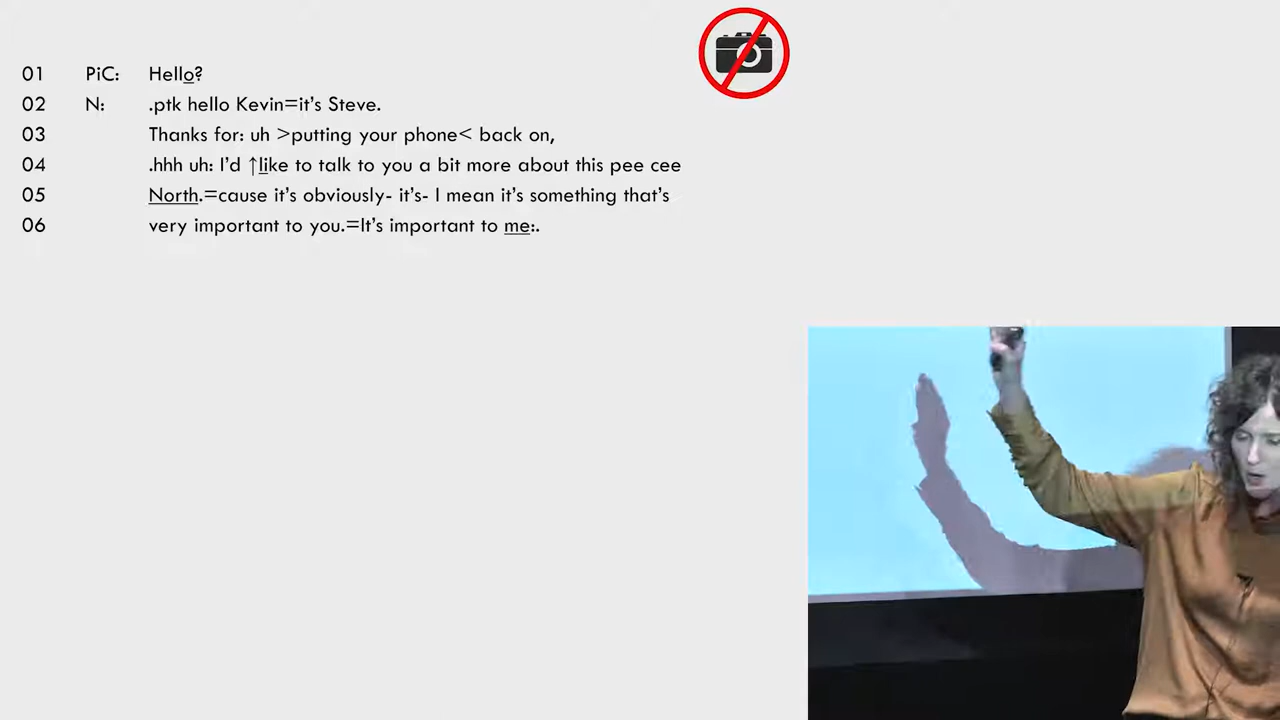 01 PiC: Hello?
02 N: .ptk hello Kevin=it's Steve.
03 Thanks for: uh >putting your phone< back on,
04 .hhh uh: I'd ↑like to talk to you a bit more about this pee cee
05 North.=cause it's obviously- it's- I mean it's something that's
06 very important to you.=It's important to me:.